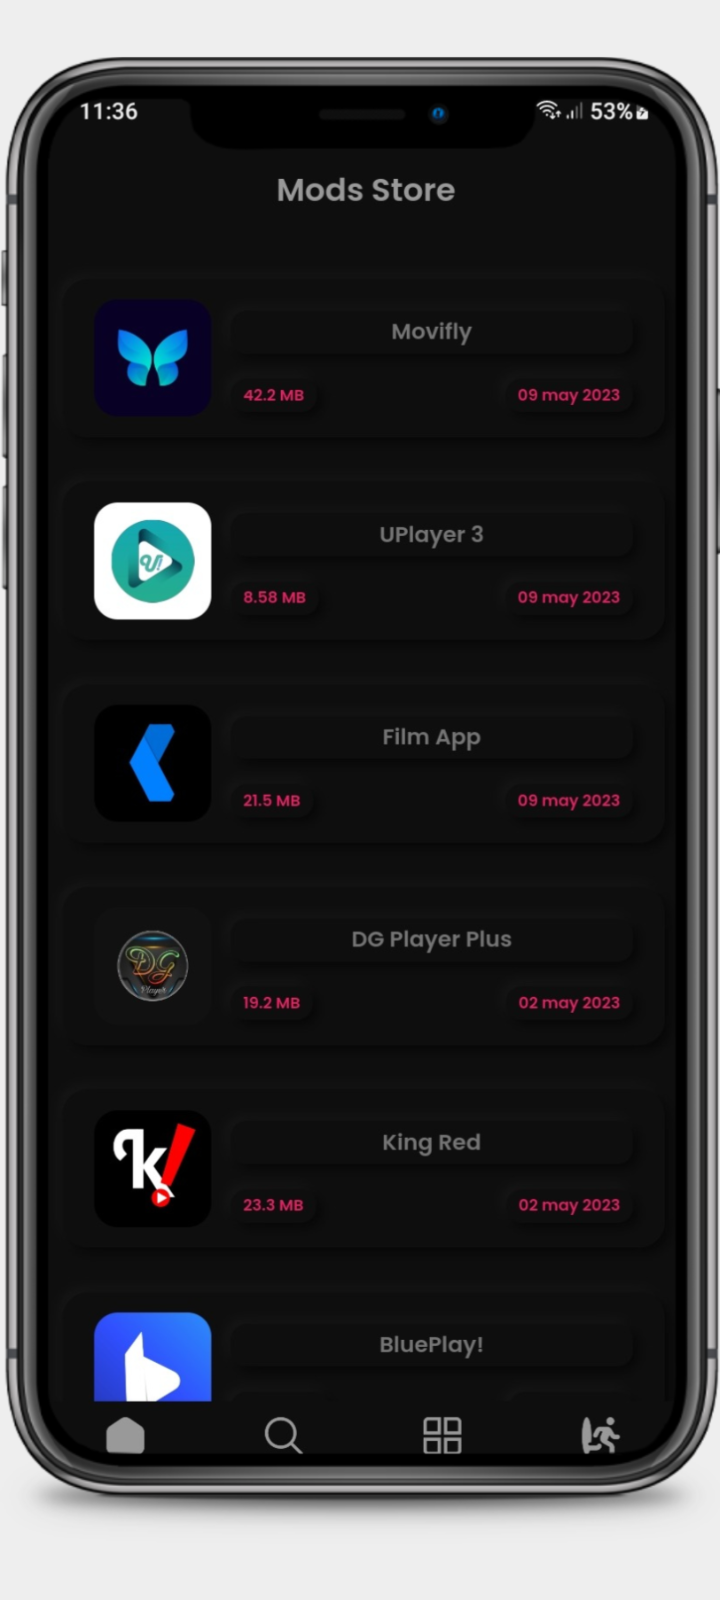 11:36
53%
Mods Store
Movifly
42.2 MB
09 may 2023
UPlayer 3
8.58 MB
09 may 2023
Film App
21.5 MB
09 may 2023
DG Player Plus
DG
Player
19.2 MB
02 may 2023
k!
King Red
23.3 MB
02 may 2023
BluePlay!